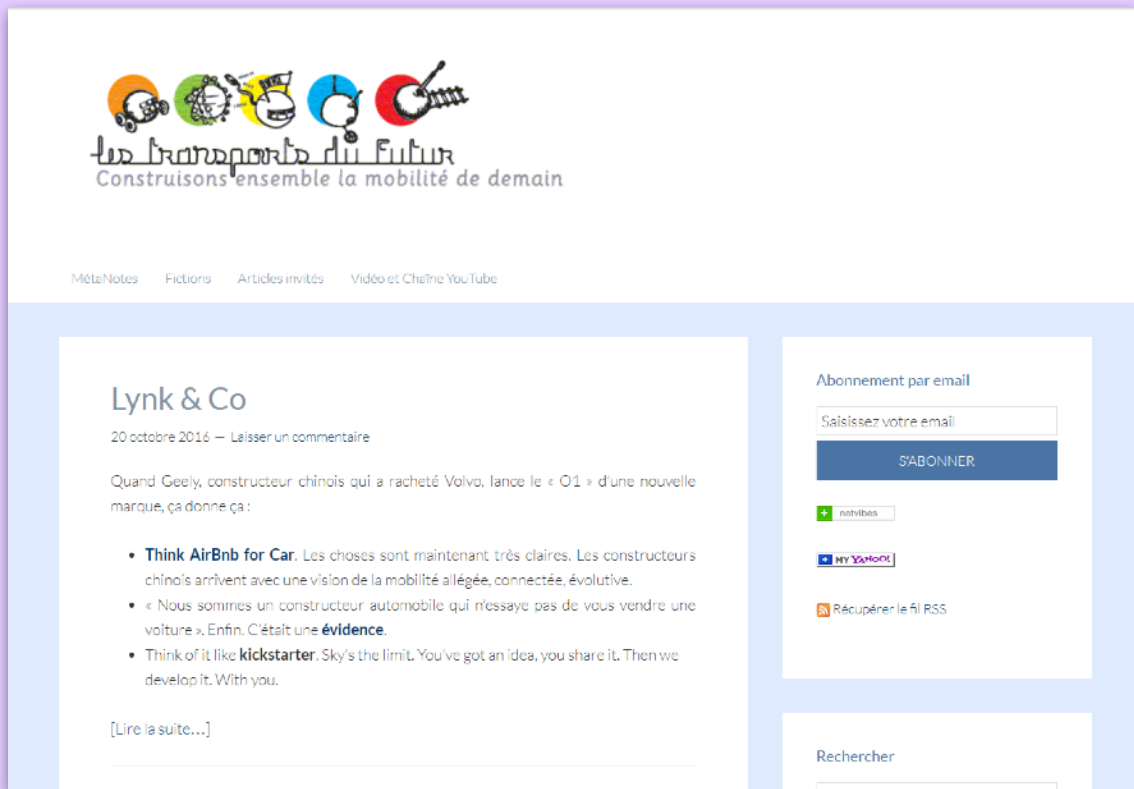 les transports du Futur
Construisons ensemble la mobilité de demain
MétaNotes Fictions Articles invités Vidéo et Chaîne YouTube
Lynk & Co
20 octobre 2016 — Laisser un commentaire
Quand Geely, constructeur chinois qui a racheté Volvo, lance le « O1 » d'une nouvelle
marque, ça donne ça :
• Think AirBnb for Car. Les choses sont maintenant très claires. Les constructeurs
chinois arrivent avec une vision de la mobilité allégée, connectée, évolutive.
• « Nous sommes un constructeur automobile qui n'essaye pas de vous vendre une
voiture ». Enfin. C'était une évidence.
• Think of it like kickstarter. Sky's the limit. You've got an idea, you share it. Then we
develop it. With you.
[Lire la suite…]
Abonnement par email
Saisissez votre email
S'ABONNER
+ netvibes
+ MY YAHOO!
Récupérer le fil RSS
Rechercher